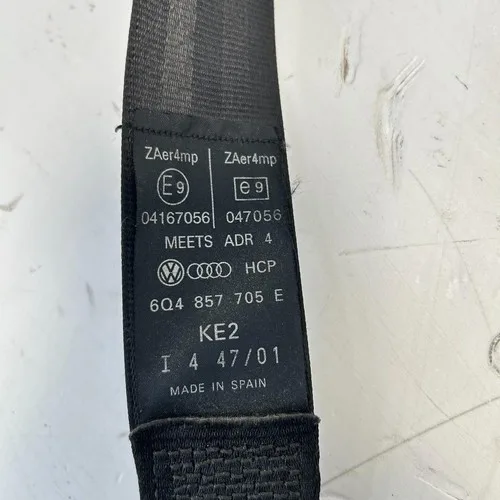 ZAer4mp ZAer4mp
E9 e9
04167056 047056
MEETS ADR 4
VW HCP
6Q4 857 705 E
KE2
I 4 47/01
MADE IN SPAIN